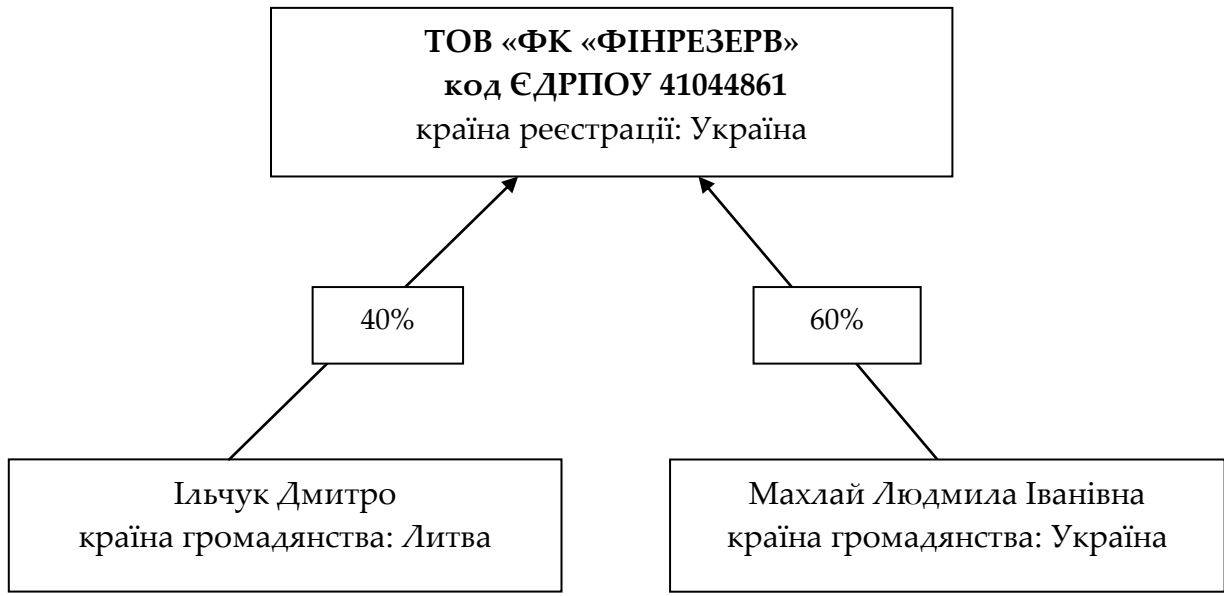 ТОВ «ФК «ФІНРЕЗЕРВ»
код ЄДРПОУ 41044861
країна реєстрації: Україна
40%
60%
Ільчук Дмитро
країна громадянства: Литва
Махлай Людмила Іванівна
країна громадянства: Україна